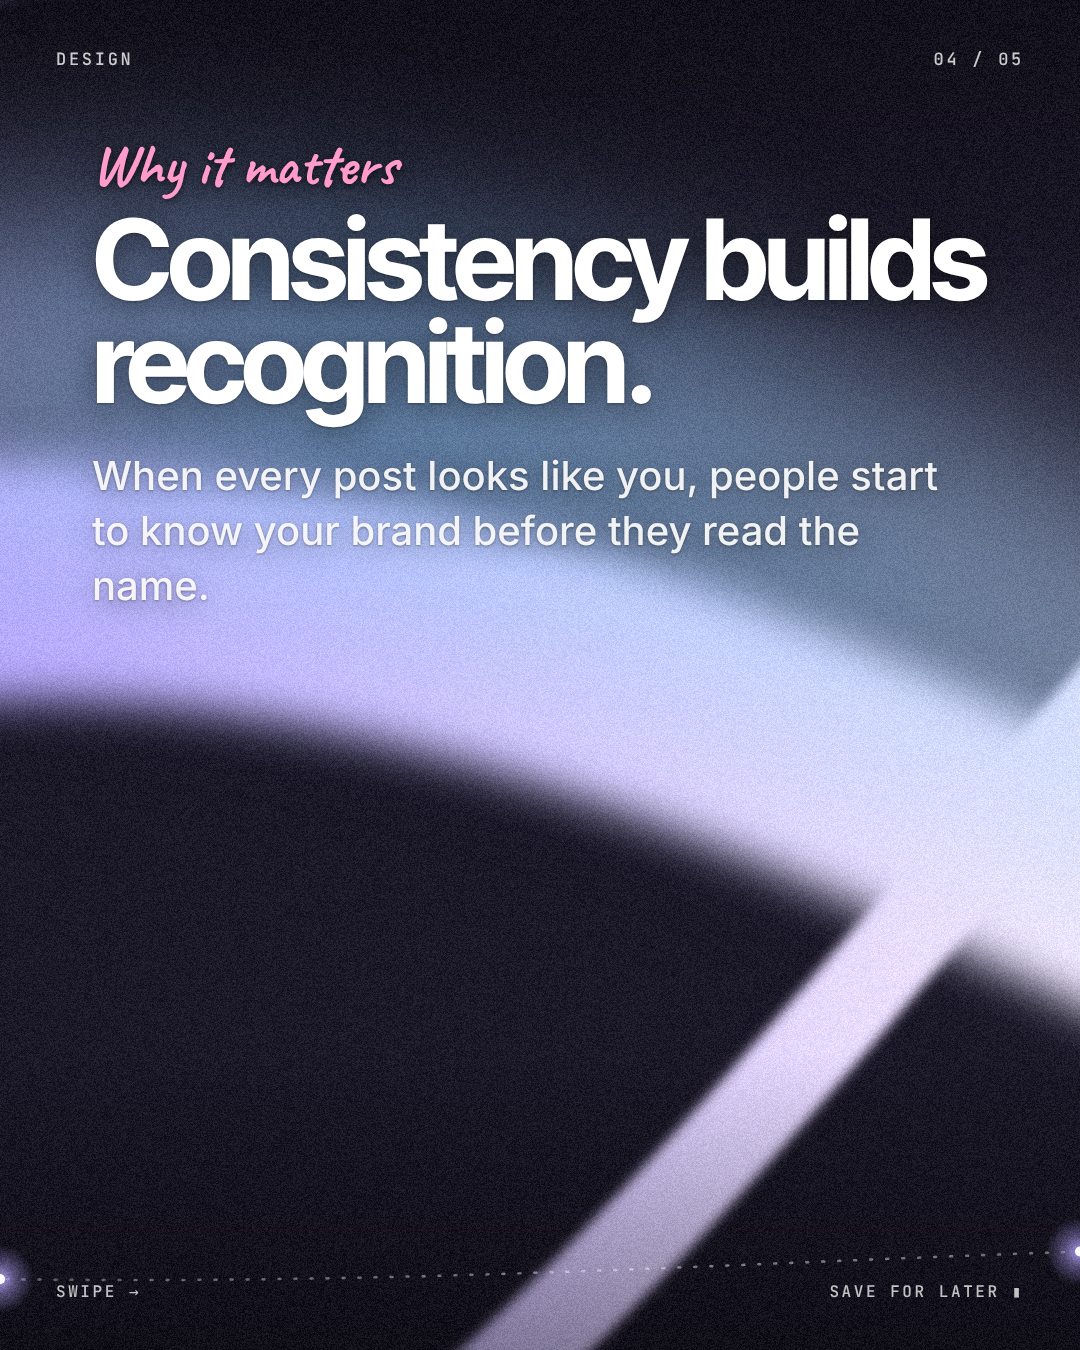 DESIGN
04 / 05
Why it matters
Consistency builds
recognition.
When every post looks like you, people start
to know your brand before they read the
name.
SWIPE →
SAVE FOR LATER ▮